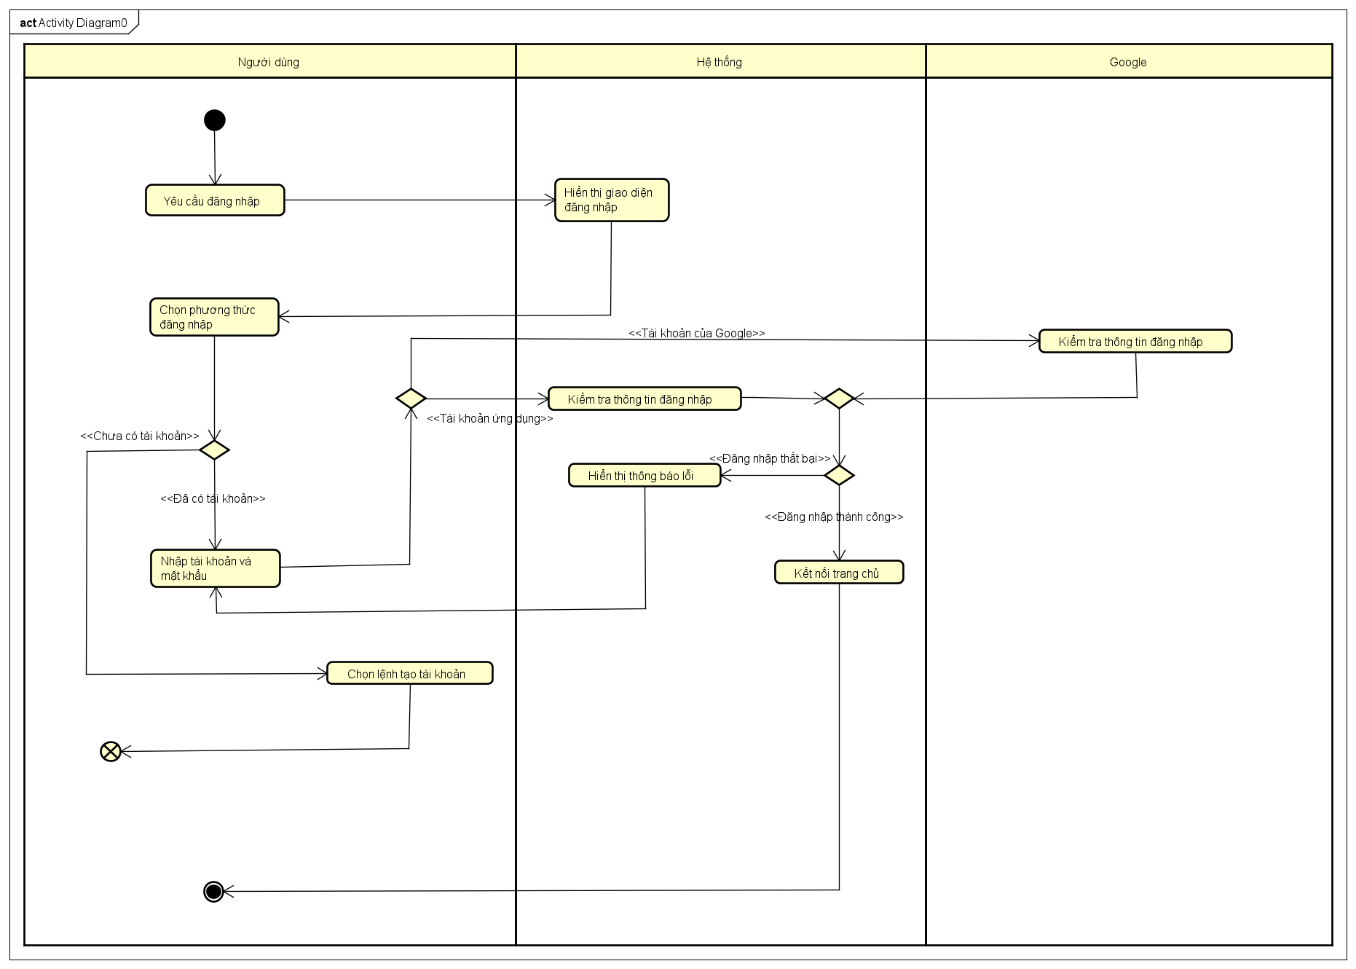 act Activity Diagram0
Người dùng
Hệ thống
Google
Yêu cầu đăng nhập
Hiển thị giao diện
đăng nhập
Chọn phương thức
đăng nhập
<<Tài khoản của Google>>
Kiểm tra thông tin đăng nhập
Kiểm tra thông tin đăng nhập
<<Tài khoản ứng dụng>>
<<Chưa có tài khoản>>
<<Đăng nhập thất bại>>
Hiển thị thông báo lỗi
<<Đã có tài khoản>>
<<Đăng nhập thành công>>
Nhập tài khoản và
mật khẩu
Kết nối trang chủ
Chọn lệnh tạo tài khoản